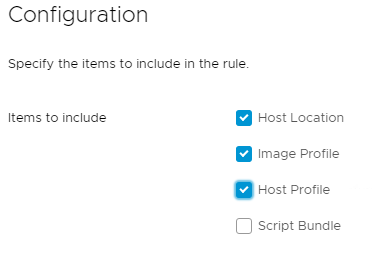 Configuration
Specify the items to include in the rule.
Items to include
Host Location
Image Profile
Host Profile
Script Bundle